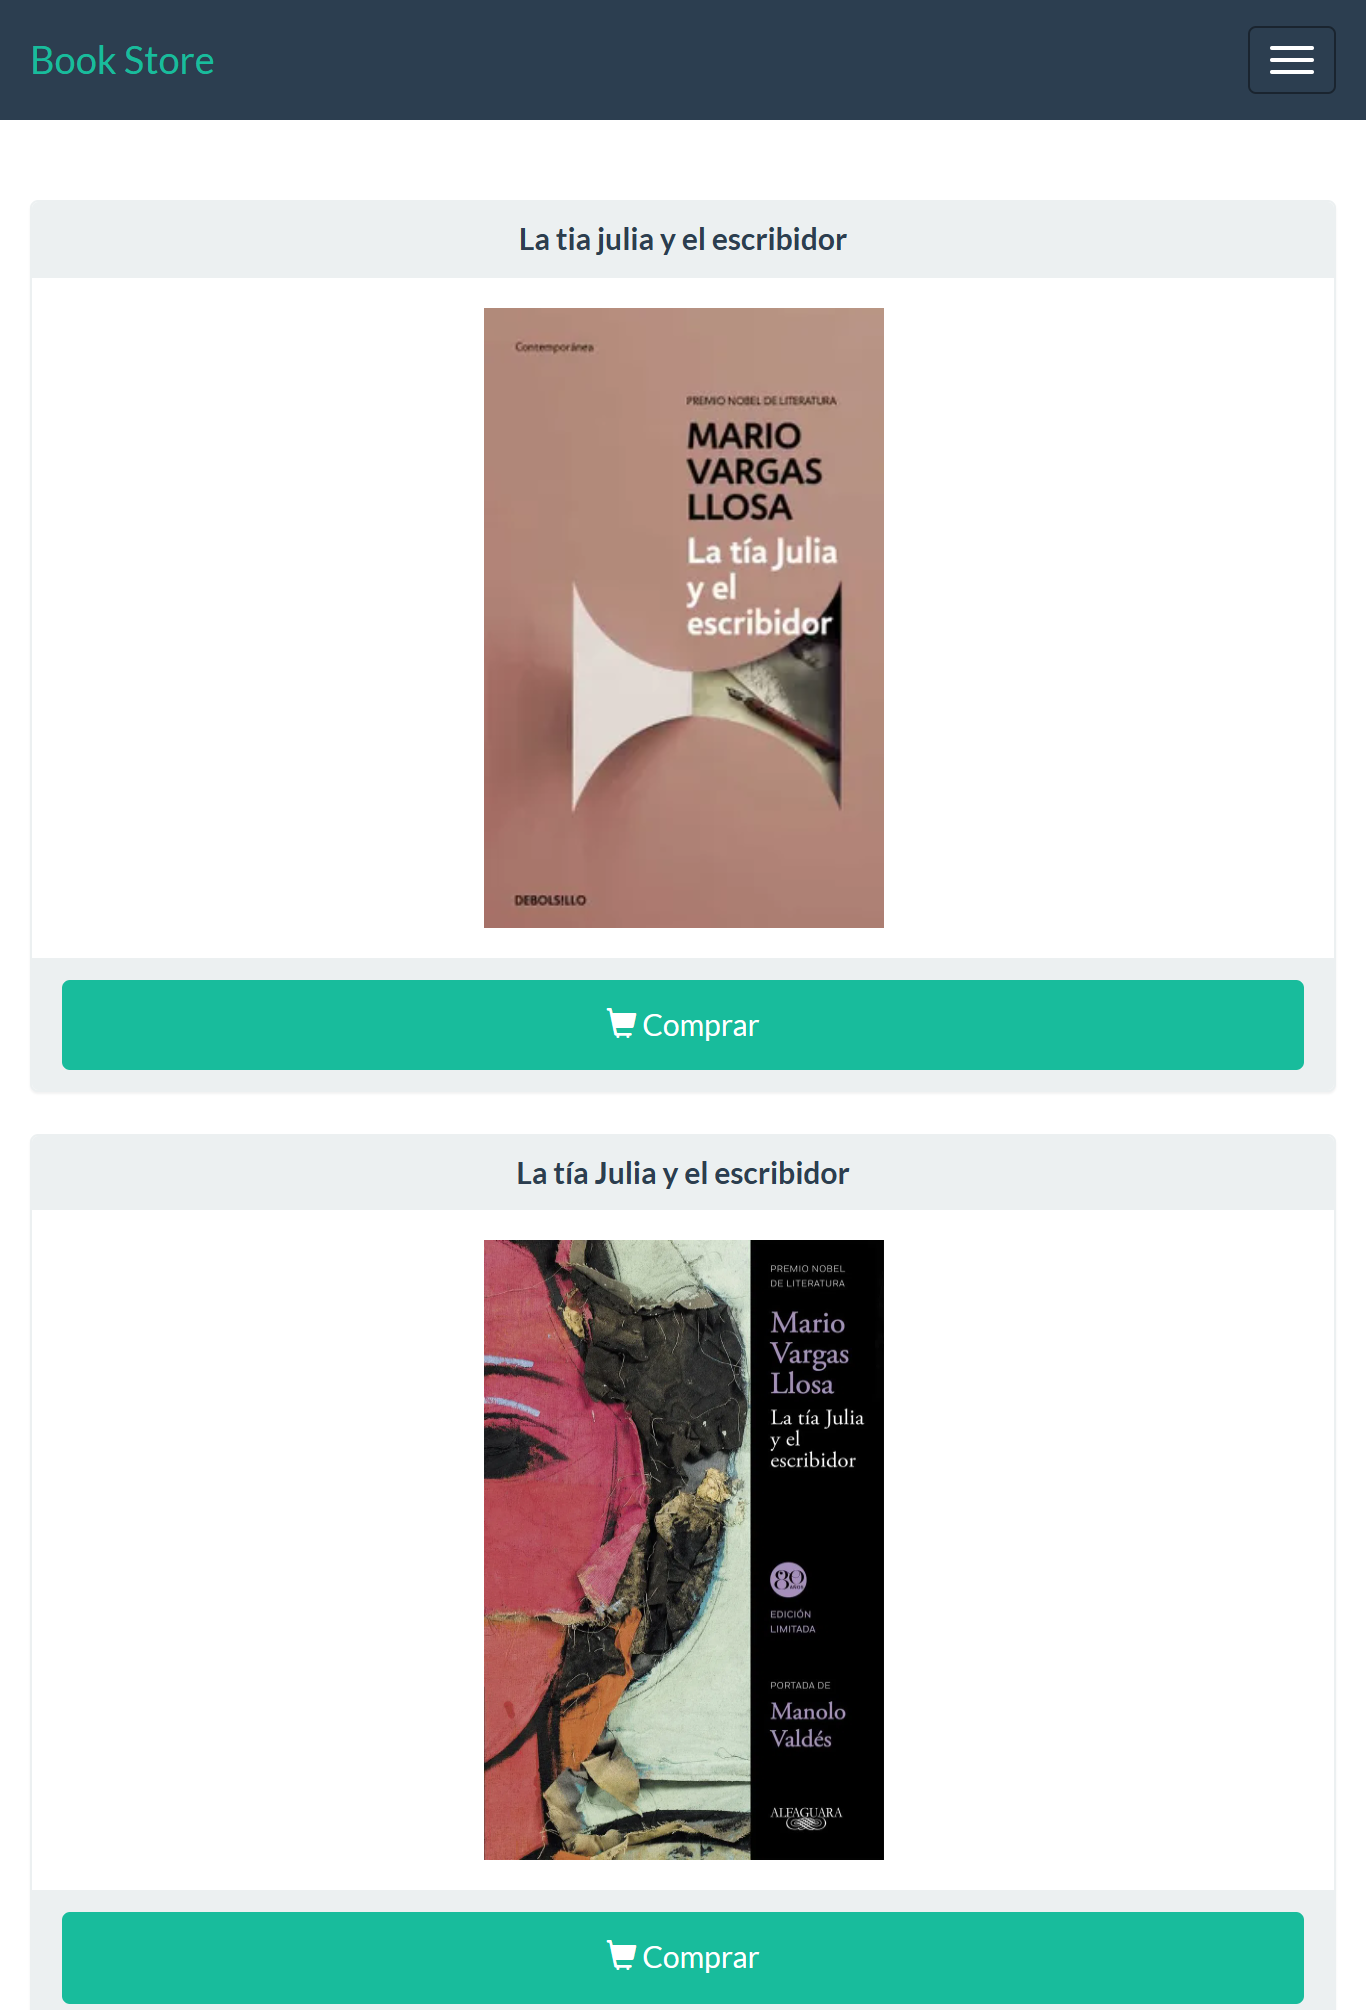 Book Store
La tia julia y el escribidor
Contemporánea
PREMIO NOBEL DE LITERATURA
MARIO
VARGAS
LLOSA
La tía Julia
y el
escribidor
DEBOLS!LLO
Comprar
La tía Julia y el escribidor
PREMIO NOBEL
DE LITERATURA
Mario
Vargas
Llosa
La tía Julia
y el
escribidor
80
AÑOS
EDICIÓN
LIMITADA
PORTADA DE
Manolo
Valdés
ALFAGUARA
Comprar